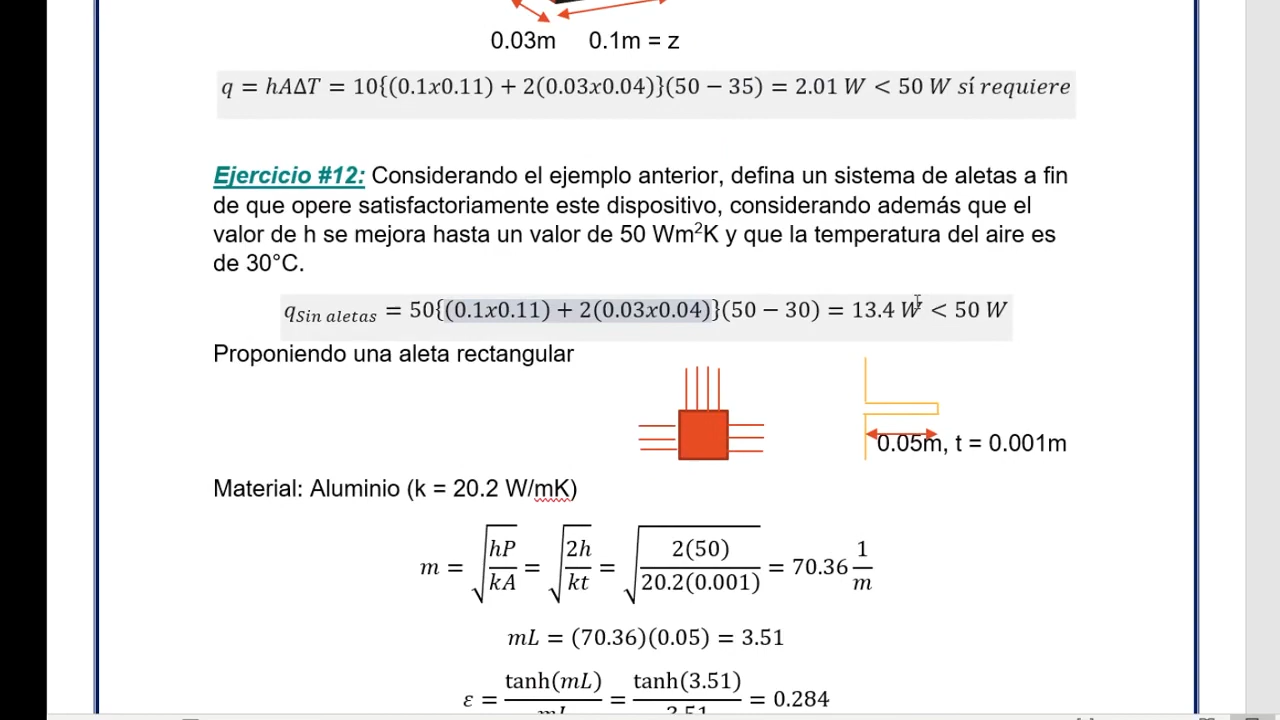 0.03m 0.1m = z
q = hAΔT = 10{(0.1x0.11) + 2(0.03x0.04)}(50 − 35) = 2.01 W < 50 W sí requiere
Ejercicio #12: Considerando el ejemplo anterior, defina un sistema de aletas a fin
de que opere satisfactoriamente este dispositivo, considerando además que el
valor de h se mejora hasta un valor de 50 Wm²K y que la temperatura del aire es
de 30°C.
q_Sin aletas = 50{(0.1x0.11) + 2(0.03x0.04)}(50 − 30) = 13.4 W < 50 W
Proponiendo una aleta rectangular
0.05m, t = 0.001m
Material: Aluminio (k = 20.2 W/mK)
m = √(hP/kA) = √(2h/kt) = √(2(50)/20.2(0.001)) = 70.36 1/m
mL = (70.36)(0.05) = 3.51
ε = tanh(mL)/mL = tanh(3.51)/3.51 = 0.284